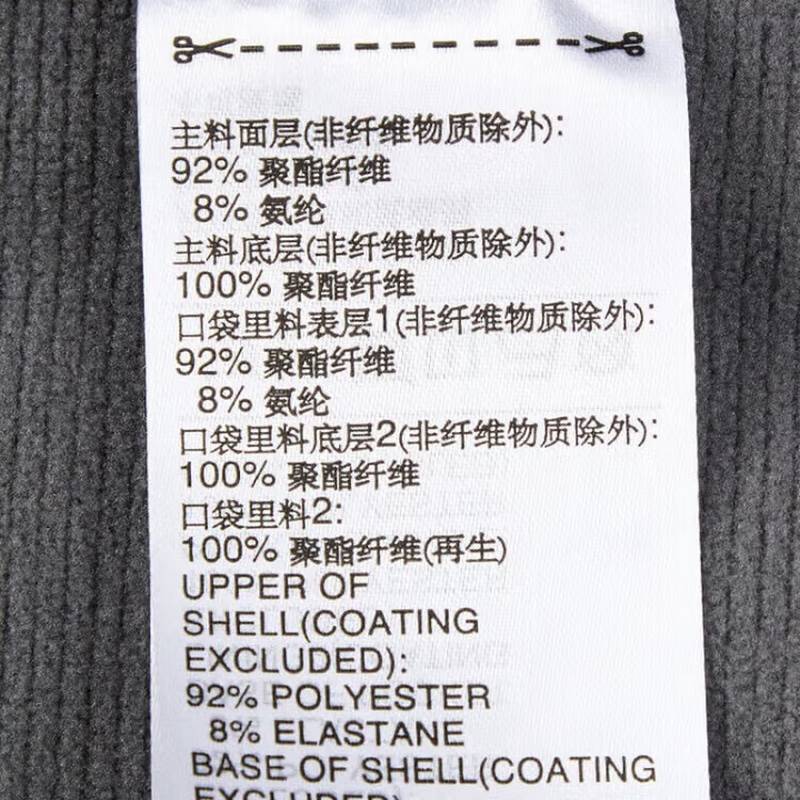 主料面层(非纤维物质除外):
92% 聚酯纤维
8% 氨纶
主料底层(非纤维物质除外):
100% 聚酯纤维
口袋里料表层1(非纤维物质除外):
92% 聚酯纤维
8% 氨纶
口袋里料底层2(非纤维物质除外):
100% 聚酯纤维
口袋里料2:
100% 聚酯纤维(再生)
UPPER OF
SHELL(COATING
EXCLUDED):
92% POLYESTER
8% ELASTANE
BASE OF SHELL(COATING
EXCLUDED)